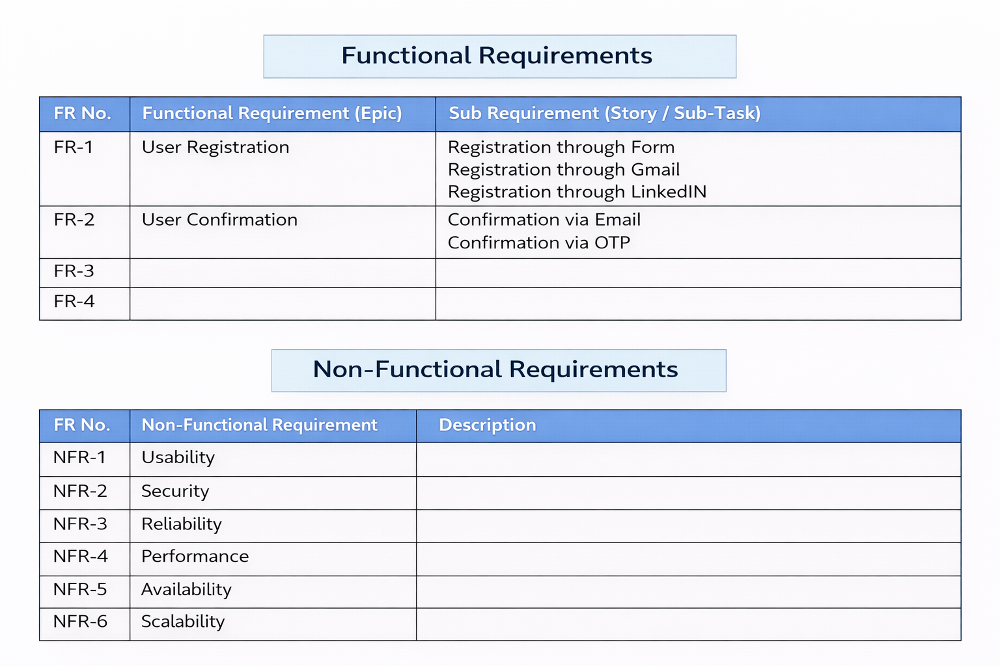 Functional Requirements
FR No. Functional Requirement (Epic) Sub Requirement (Story / Sub-Task)
FR-1 User Registration Registration through Form
Registration through Gmail
Registration through LinkedIN
FR-2 User Confirmation Confirmation via Email
Confirmation via OTP
FR-3
FR-4
Non-Functional Requirements
FR No. Non-Functional Requirement Description
NFR-1 Usability
NFR-2 Security
NFR-3 Reliability
NFR-4 Performance
NFR-5 Availability
NFR-6 Scalability